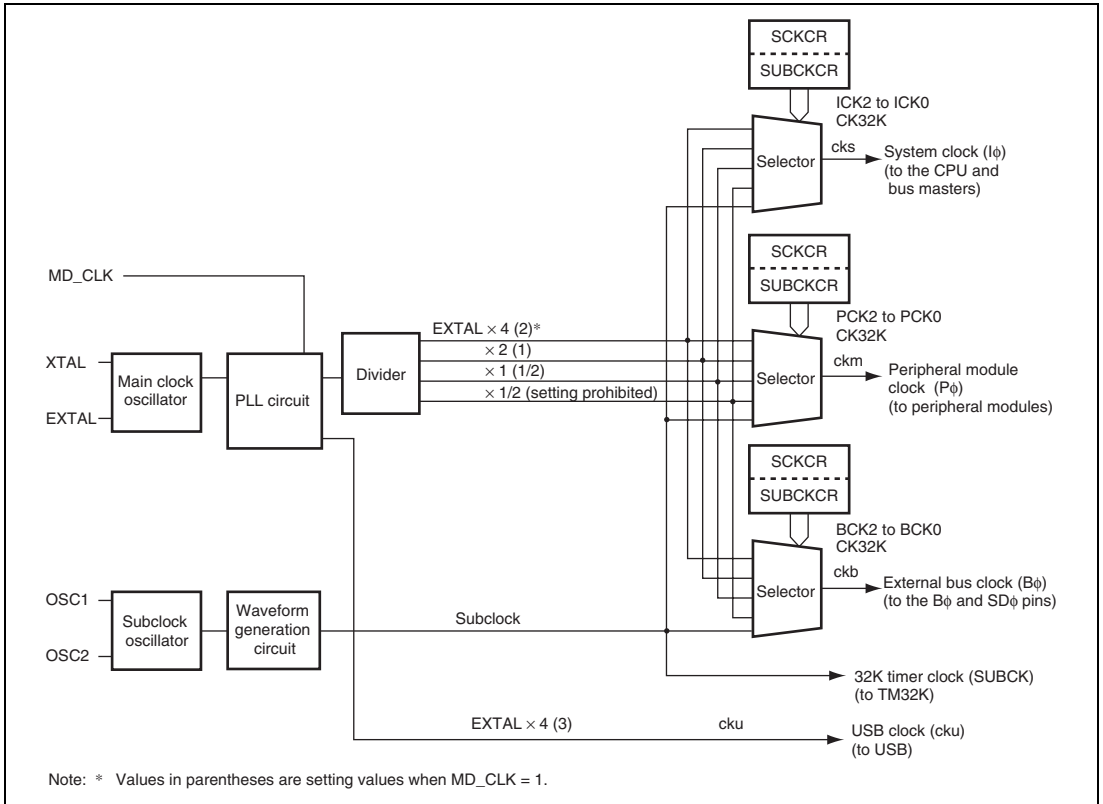 SCKCR
SUBCKCR
ICK2 to ICK0
CK32K
cks
Selector
System clock (Iϕ)
(to the CPU and
bus masters)
SCKCR
SUBCKCR
MD_CLK
PCK2 to PCK0
CK32K
EXTAL × 4 (2)*
× 2 (1)
× 1 (1/2)
× 1/2 (setting prohibited)
XTAL
EXTAL
Main clock
oscillator
PLL circuit
Divider
ckm
Selector
Peripheral module
clock (Pϕ)
(to peripheral modules)
SCKCR
SUBCKCR
BCK2 to BCK0
CK32K
ckb
Selector
External bus clock (Bϕ)
(to the Bϕ and SDϕ pins)
OSC1
OSC2
Subclock
oscillator
Waveform
generation
circuit
Subclock
32K timer clock (SUBCK)
(to TM32K)
EXTAL × 4 (3)
cku
USB clock (cku)
(to USB)
Note: * Values in parentheses are setting values when MD_CLK = 1.